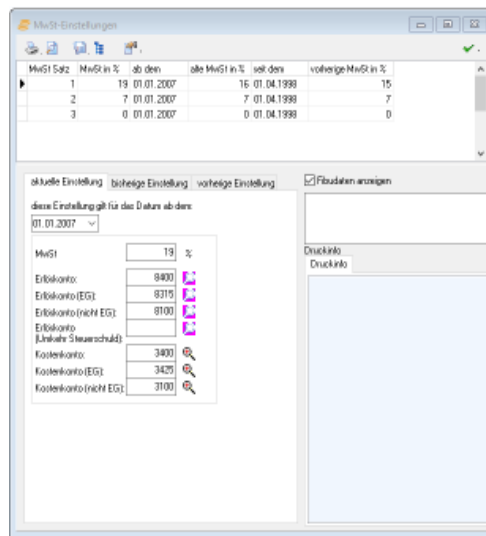 MwSt-Einstellungen
MwSt Satz MwSt in % ab dem alte MwSt in % seit dem vorherige MwSt in %
1 19 01.01.2007 16 01.04.1998 15
2 7 01.01.2007 7 01.04.1998 7
3 0 01.01.2007 0 01.04.1998 0
aktuelle Einstellung bisherige Einstellung vorherige Einstellung
Fibudaten anzeigen
diese Einstellung gilt für das Datum ab dem:
01.01.2007
MwSt 19 %
Druckinfo
Druckinfo
Erlöskonto: 8400
Erlöskonto (EG): 8315
Erlöskonto (nicht EG): 8100
Erlöskonto
(Umkehr Steuerschuld):
Kostenkonto: 3400
Kostenkonto (EG): 3425
Kostenkonto (nicht EG): 3100